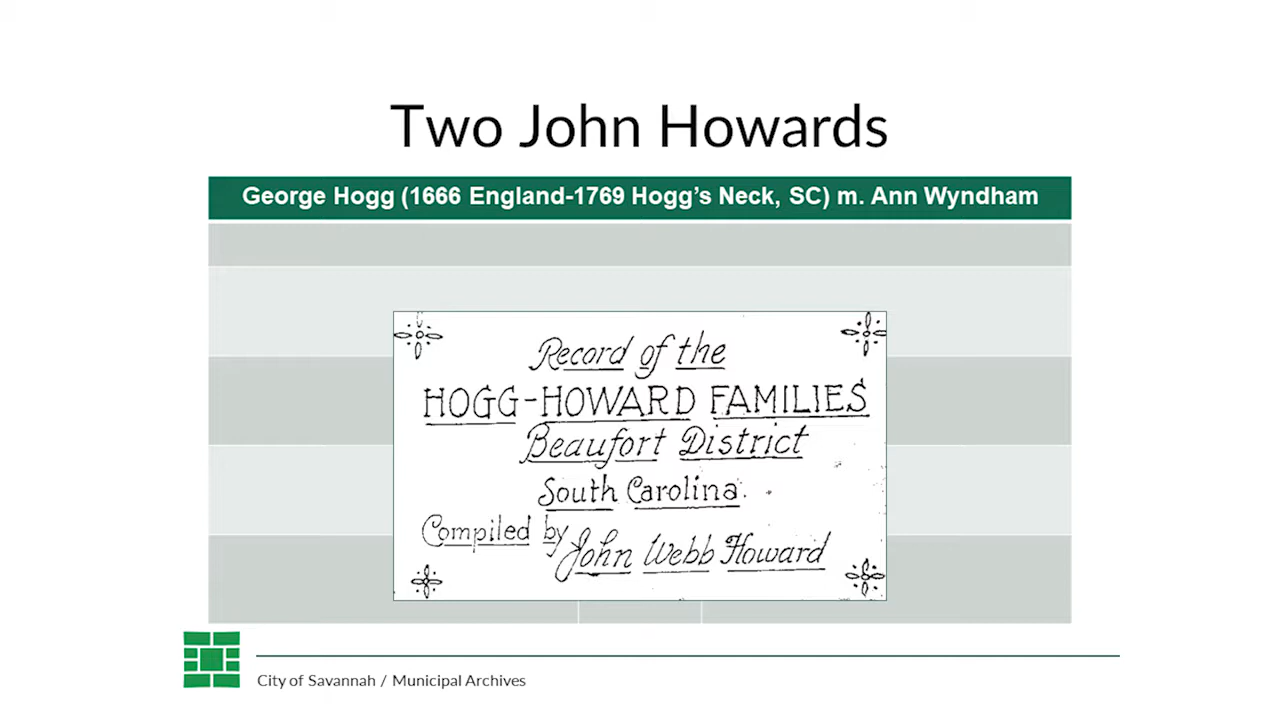 Two John Howards
George Hogg (1666 England-1769 Hogg's Neck, SC) m. Ann Wyndham
Record of the
HOGG-HOWARD FAMILIES
Beaufort District
South Carolina.
Compiled by John Webb Howard
City of Savannah / Municipal Archives